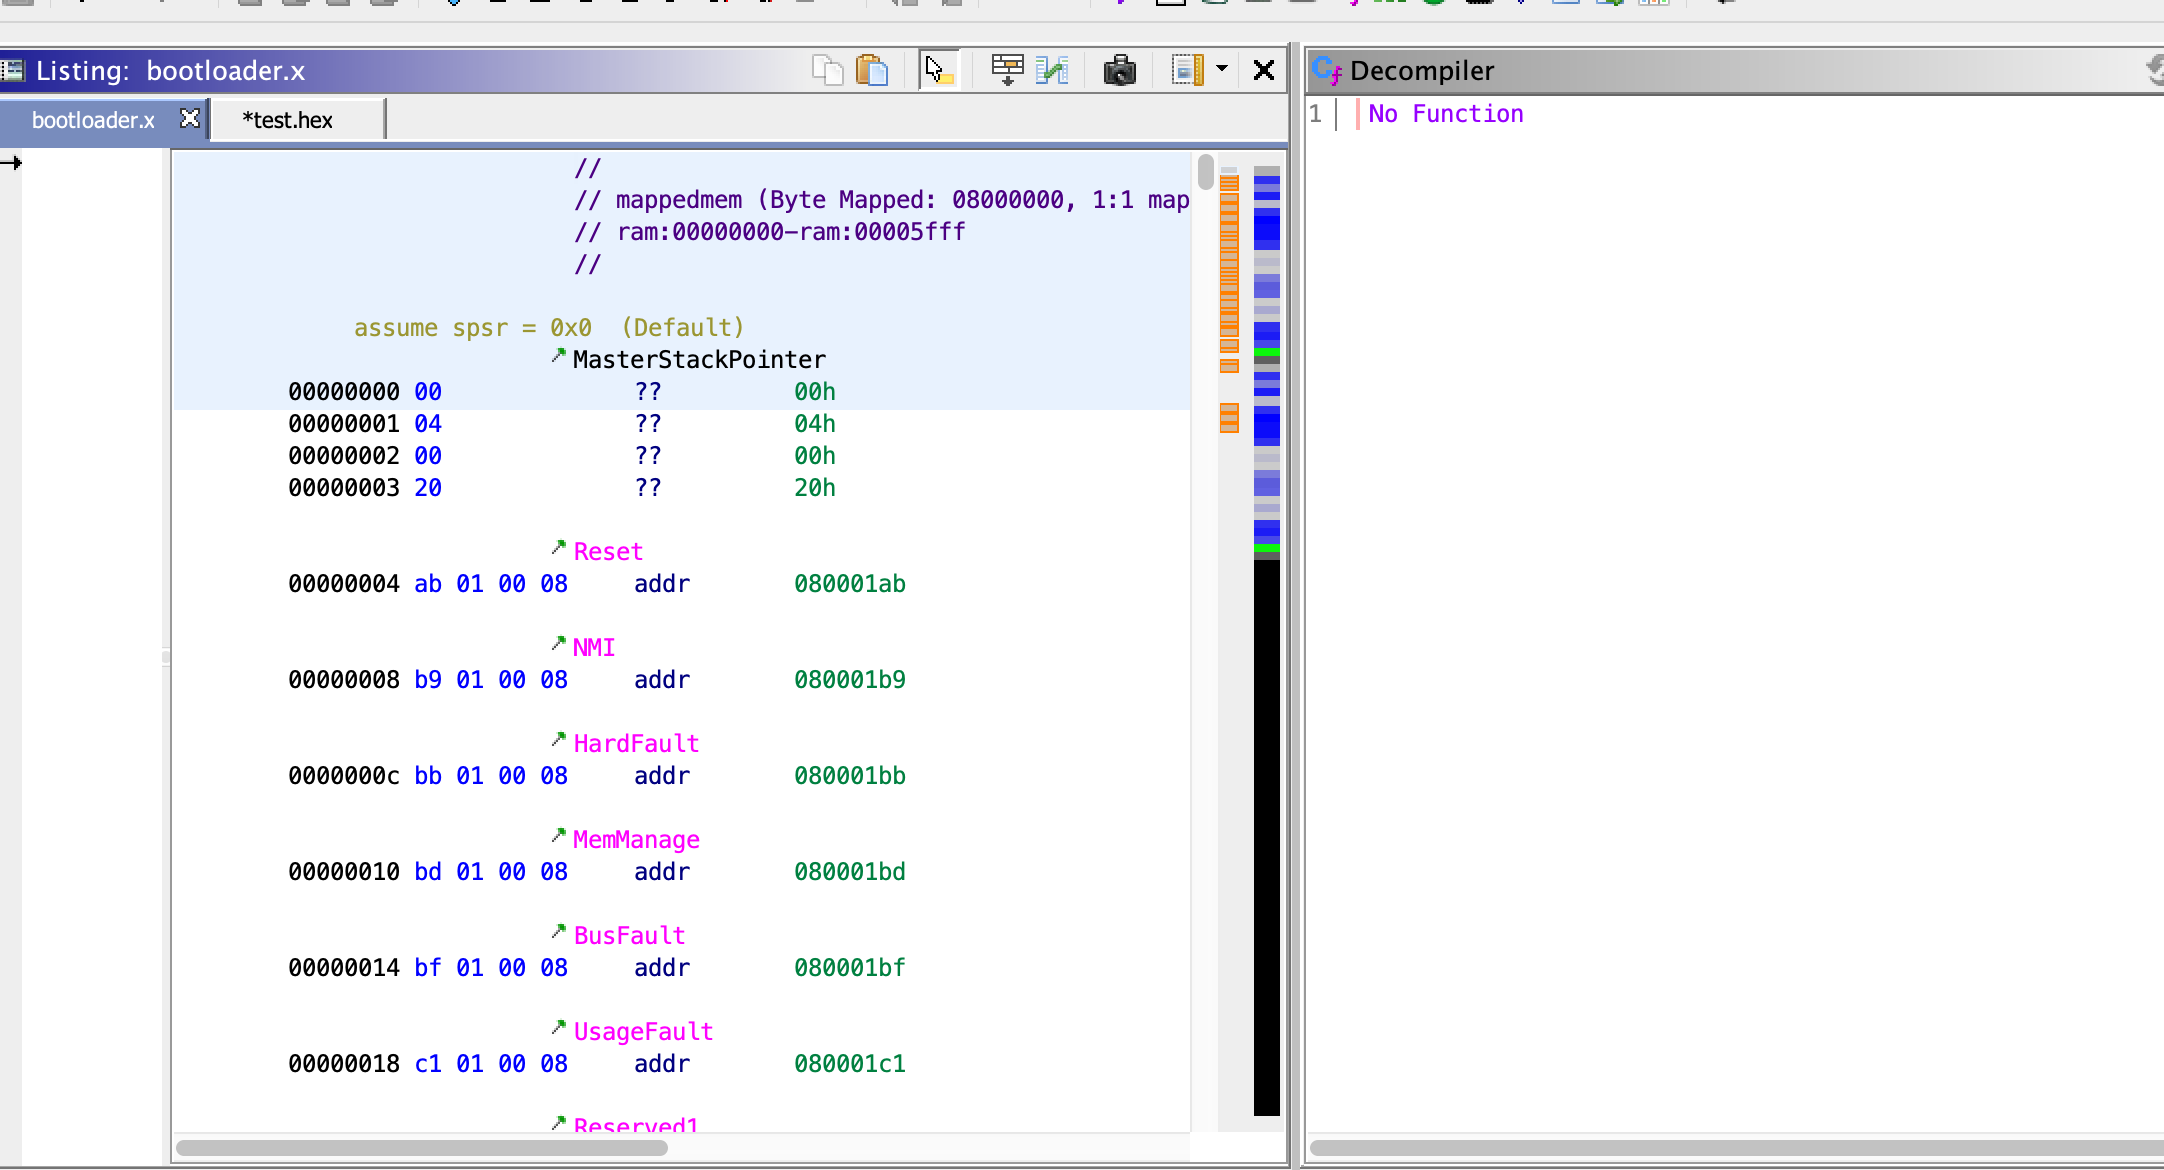 Listing: bootloader.x
bootloader.x
*test.hex
//
// mappedmem (Byte Mapped: 08000000, 1:1 map
// ram:00000000-ram:00005fff
//
assume spsr = 0x0 (Default)
MasterStackPointer
00000000 00 ?? 00h
00000001 04 ?? 04h
00000002 00 ?? 00h
00000003 20 ?? 20h
Reset
00000004 ab 01 00 08 addr 080001ab
NMI
00000008 b9 01 00 08 addr 080001b9
HardFault
0000000c bb 01 00 08 addr 080001bb
MemManage
00000010 bd 01 00 08 addr 080001bd
BusFault
00000014 bf 01 00 08 addr 080001bf
UsageFault
00000018 c1 01 00 08 addr 080001c1
Reserved1
Decompiler
1 No Function